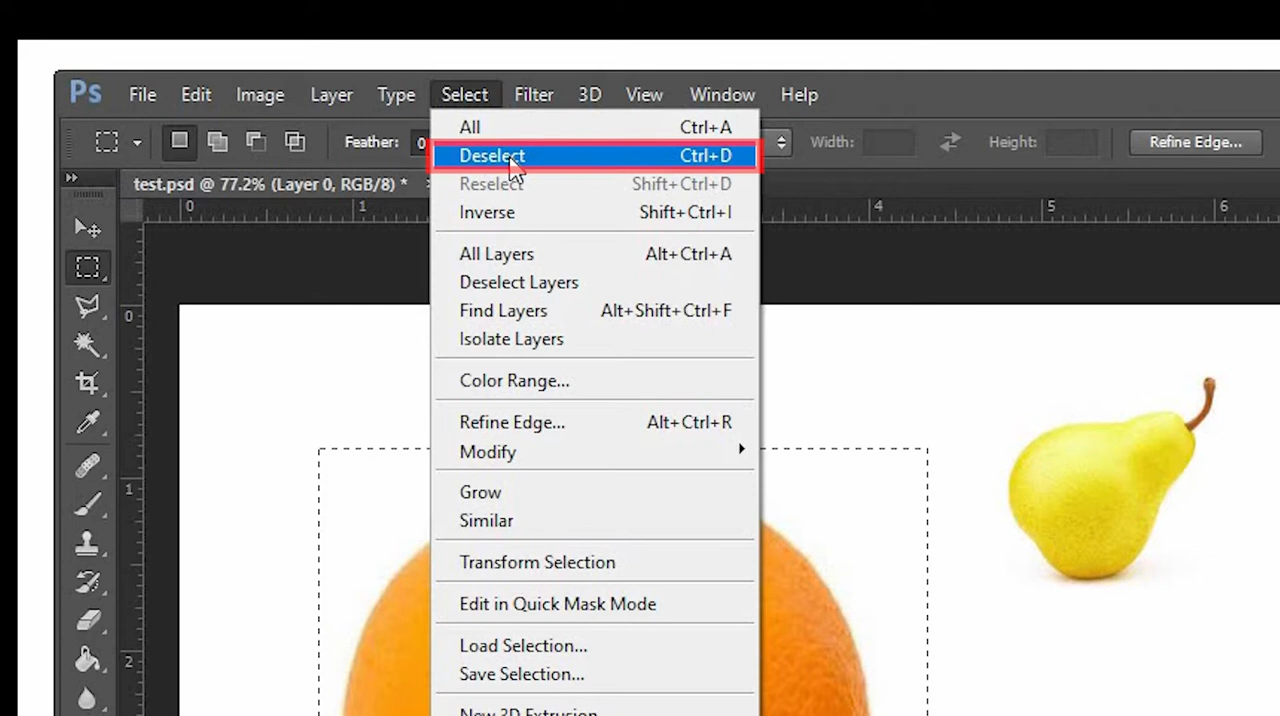 Ps File Edit Image Layer Type Select Filter 3D View Window Help
Feather: 0 Width: Height: Refine Edge...
test.psd @ 77.2% (Layer 0, RGB/8) *
0 1 4 5 6
All Ctrl+A
Deselect Ctrl+D
Reselect Shift+Ctrl+D
Inverse Shift+Ctrl+I
All Layers Alt+Ctrl+A
Deselect Layers
Find Layers Alt+Shift+Ctrl+F
Isolate Layers
Color Range...
Refine Edge... Alt+Ctrl+R
Modify
Grow
Similar
Transform Selection
Edit in Quick Mask Mode
Load Selection...
Save Selection...
New 3D Extrusion
0
1
2